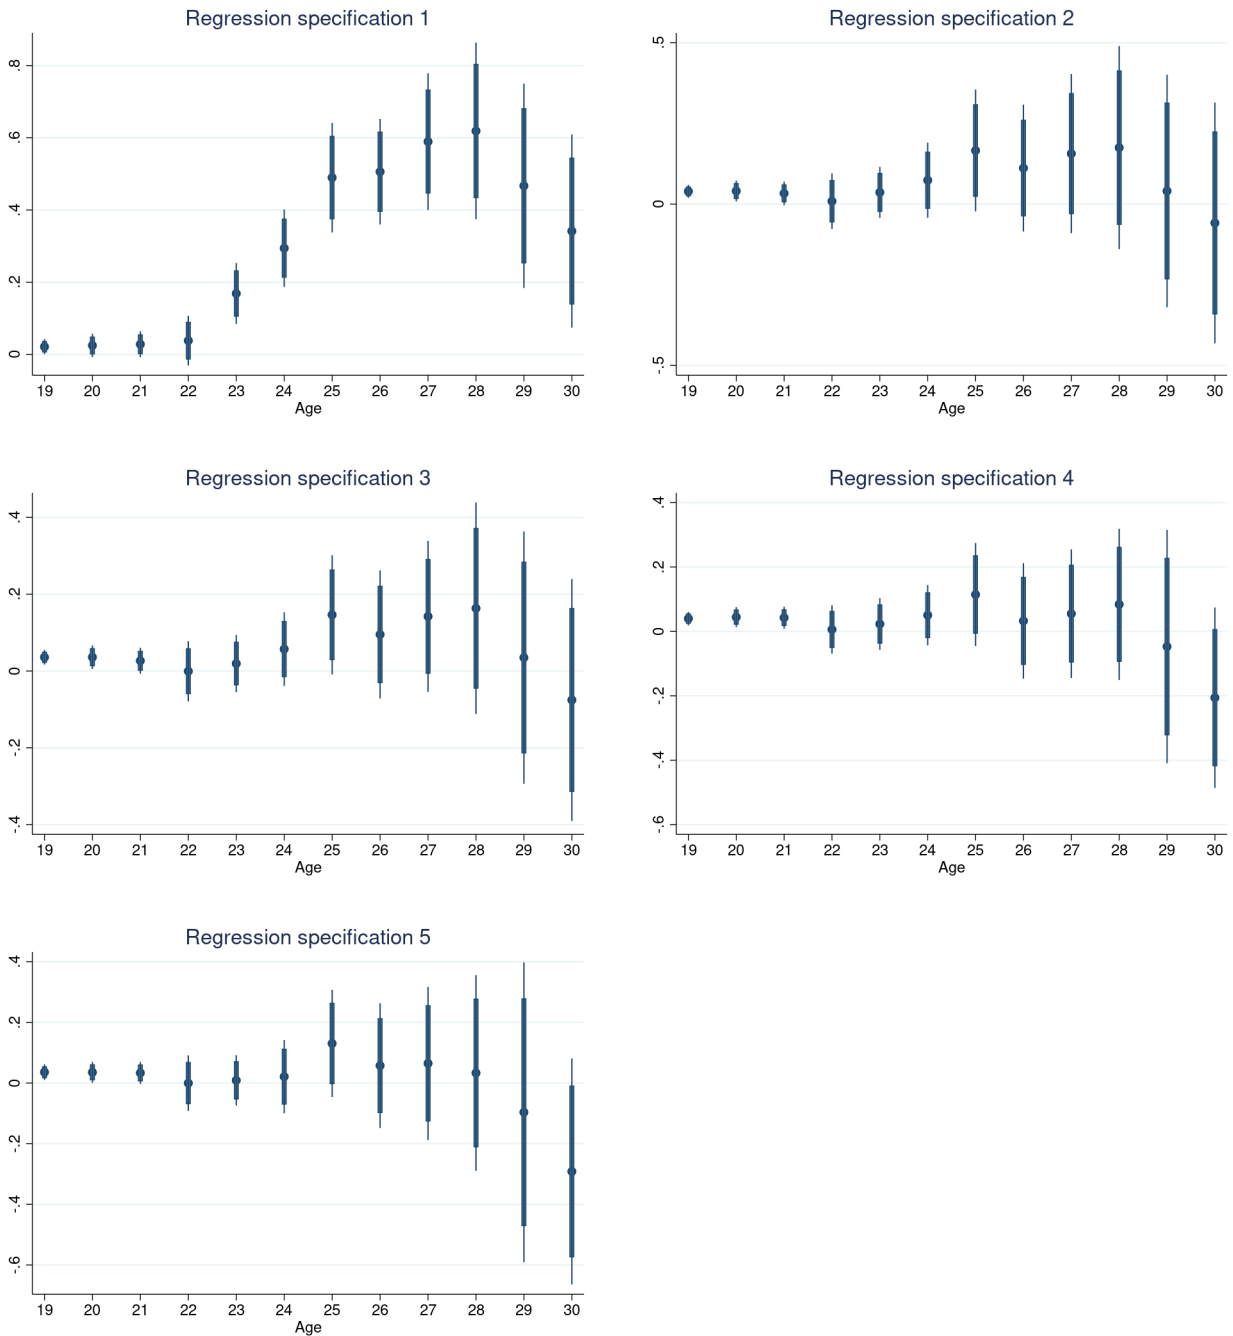 Regression specification 1
.8
.6
.4
.2
0
19 20 21 22 23 24 25 26 27 28 29 30
Age
Regression specification 2
.5
0
-.5
19 20 21 22 23 24 25 26 27 28 29 30
Age
Regression specification 3
.4
.2
0
-.2
-.4
19 20 21 22 23 24 25 26 27 28 29 30
Age
Regression specification 4
.4
.2
0
-.2
-.4
-.6
19 20 21 22 23 24 25 26 27 28 29 30
Age
Regression specification 5
.4
.2
0
-.2
-.4
-.6
19 20 21 22 23 24 25 26 27 28 29 30
Age